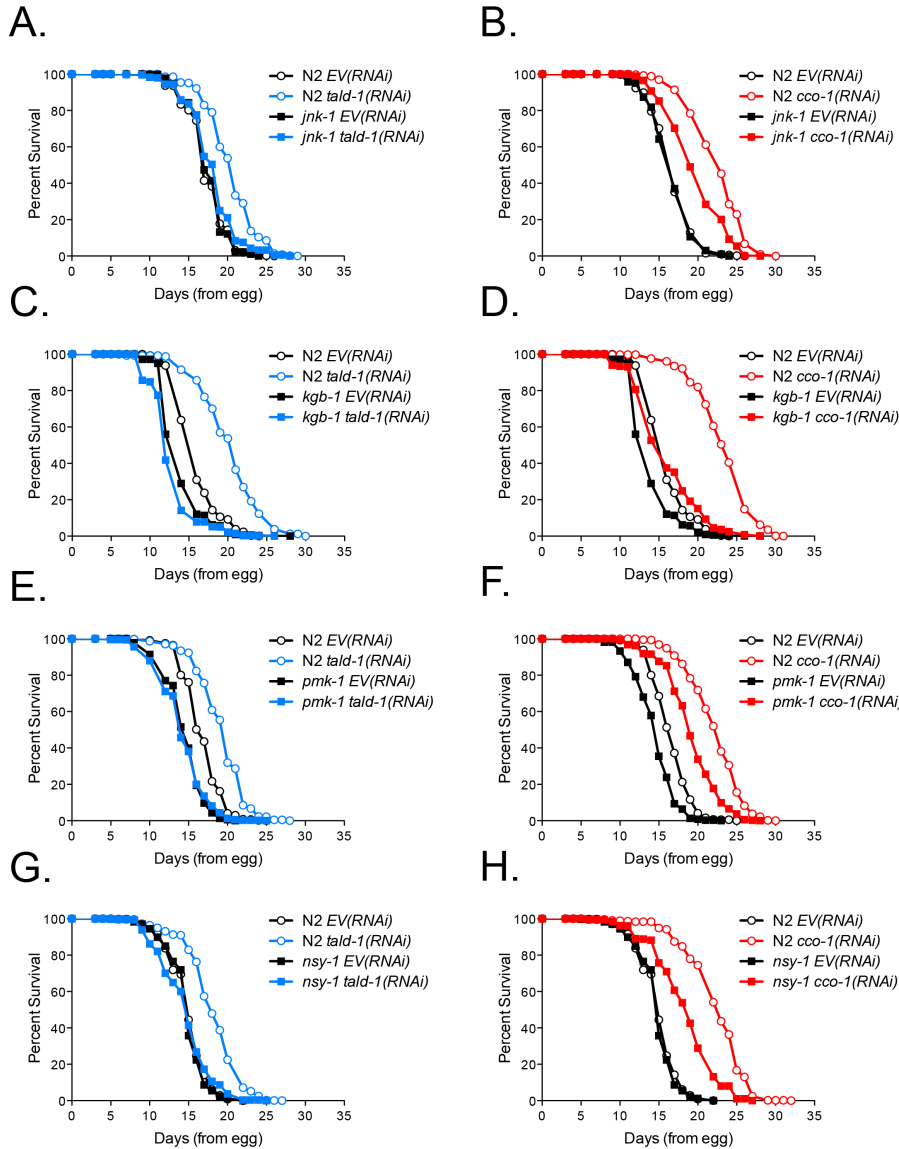 A.
B.
100
80
60
40
20
0
Percent Survival
0 5 10 15 20 25 30 35
Days (from egg)
N2 EV(RNAi)
N2 tald-1(RNAi)
jnk-1 EV(RNAi)
jnk-1 tald-1(RNAi)
100
80
60
40
20
0
Percent Survival
0 5 10 15 20 25 30 35
Days (from egg)
N2 EV(RNAi)
N2 cco-1(RNAi)
jnk-1 EV(RNAi)
jnk-1 cco-1(RNAi)
C.
D.
100
80
60
40
20
0
Percent Survival
0 5 10 15 20 25 30 35
Days (from egg)
N2 EV(RNAi)
N2 tald-1(RNAi)
kgb-1 EV(RNAi)
kgb-1 tald-1(RNAi)
100
80
60
40
20
0
Percent Survival
0 5 10 15 20 25 30 35
Days (from egg)
N2 EV(RNAi)
N2 cco-1(RNAi)
kgb-1 EV(RNAi)
kgb-1 cco-1(RNAi)
E.
F.
100
80
60
40
20
0
Percent Survival
0 5 10 15 20 25 30 35
Days (from egg)
N2 EV(RNAi)
N2 tald-1(RNAi)
pmk-1 EV(RNAi)
pmk-1 tald-1(RNAi)
100
80
60
40
20
0
Percent Survival
0 5 10 15 20 25 30 35
Days (from egg)
N2 EV(RNAi)
N2 cco-1(RNAi)
pmk-1 EV(RNAi)
pmk-1 cco-1(RNAi)
G.
H.
100
80
60
40
20
0
Percent Survival
0 5 10 15 20 25 30 35
Days (from egg)
N2 EV(RNAi)
N2 tald-1(RNAi)
nsy-1 EV(RNAi)
nsy-1 tald-1(RNAi)
100
80
60
40
20
0
Percent Survival
0 5 10 15 20 25 30 35
Days (from egg)
N2 EV(RNAi)
N2 cco-1(RNAi)
nsy-1 EV(RNAi)
nsy-1 cco-1(RNAi)